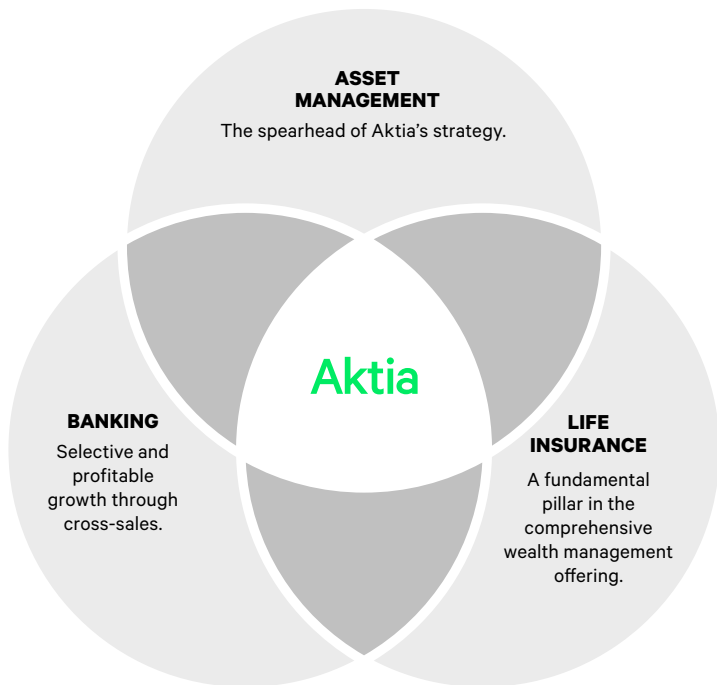 ASSET
MANAGEMENT
The spearhead of Aktia’s strategy.
Aktia
BANKING
Selective and
profitable
growth through
cross-sales.
LIFE
INSURANCE
A fundamental
pillar in the
comprehensive
wealth management
offering.